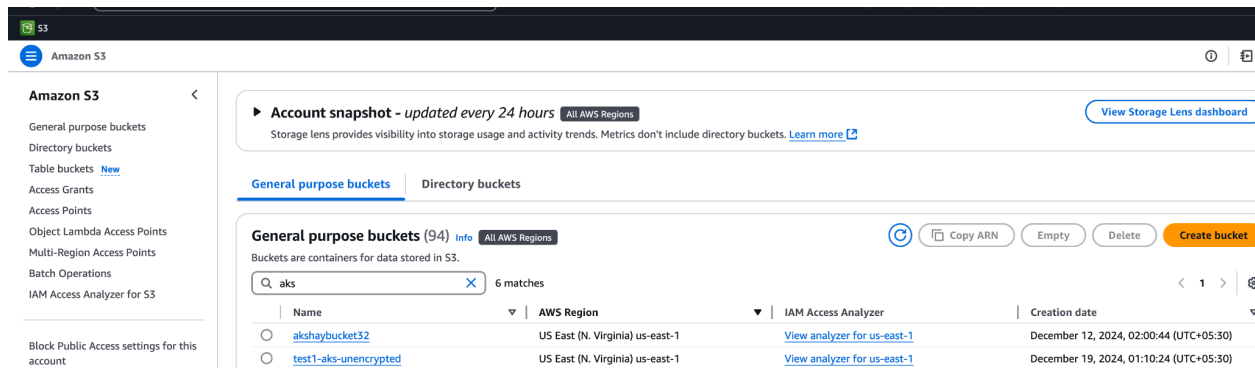 S3
Amazon S3
Amazon S3
General purpose buckets
Directory buckets
Table buckets New
Access Grants
Access Points
Object Lambda Access Points
Multi-Region Access Points
Batch Operations
IAM Access Analyzer for S3
Block Public Access settings for this
account
Account snapshot - updated every 24 hours All AWS Regions
View Storage Lens dashboard
Storage lens provides visibility into storage usage and activity trends. Metrics don't include directory buckets. Learn more
General purpose buckets Directory buckets
General purpose buckets (94) Info All AWS Regions
Copy ARN Empty Delete Create bucket
Buckets are containers for data stored in S3.
aks 6 matches 1
Name AWS Region IAM Access Analyzer Creation date
akshaybucket32 US East (N. Virginia) us-east-1 View analyzer for us-east-1 December 12, 2024, 02:00:44 (UTC+05:30)
test1-aks-unencrypted US East (N. Virginia) us-east-1 View analyzer for us-east-1 December 19, 2024, 01:10:24 (UTC+05:30)